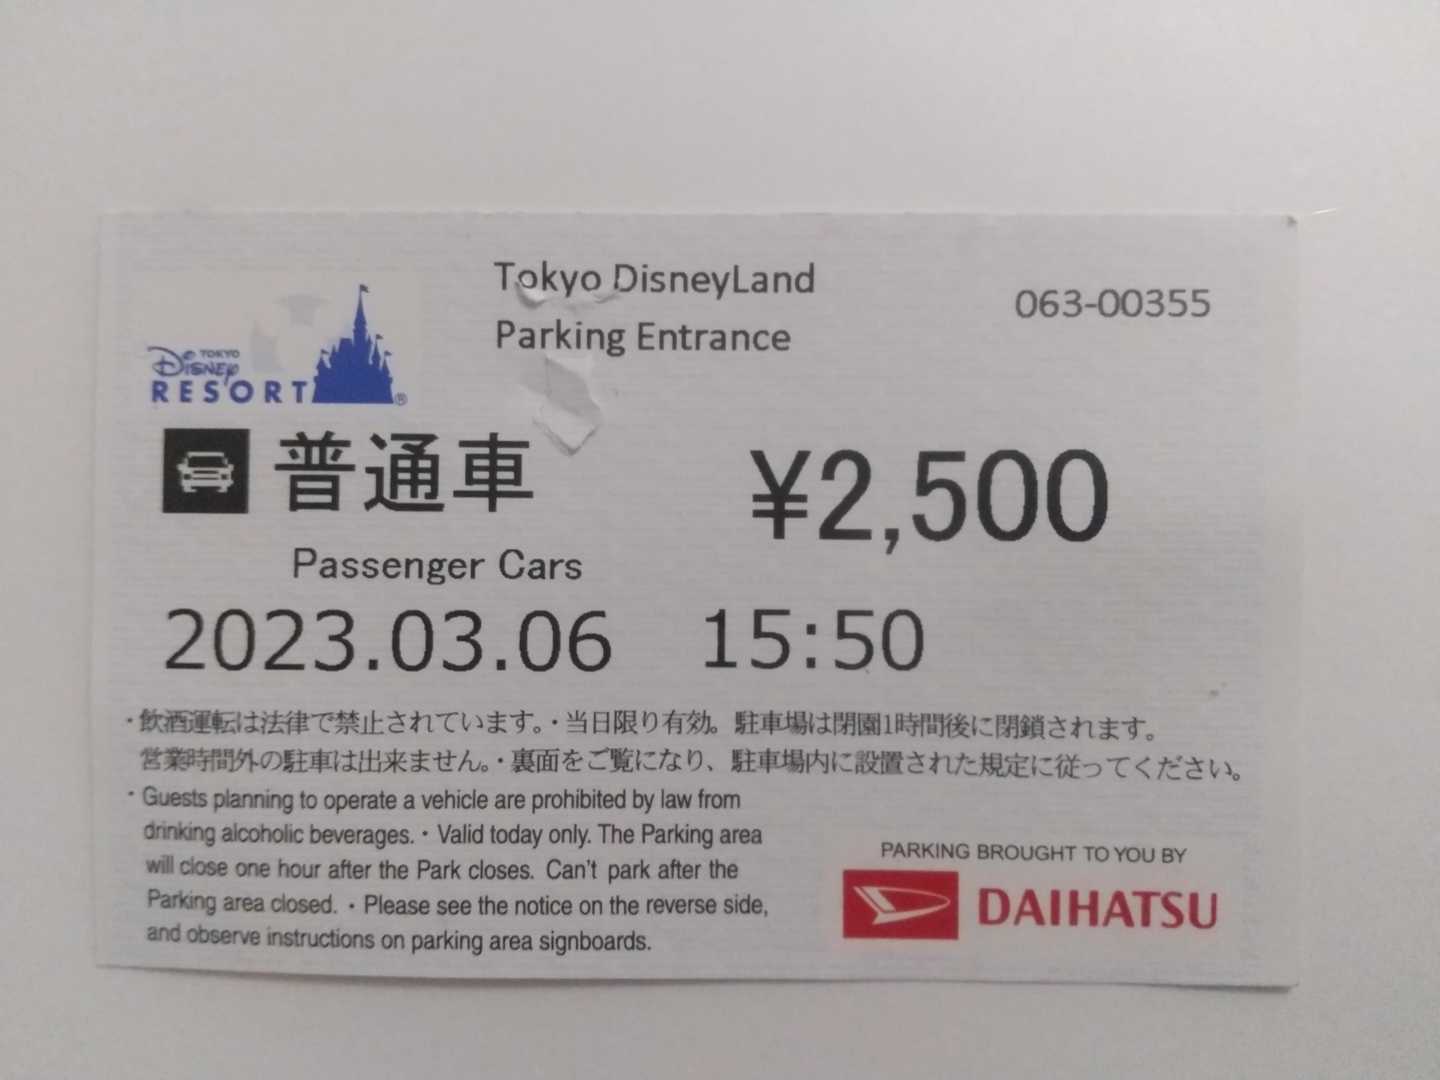 Tokyo DisneyLand
Parking Entrance
063-00355
TOKYO
DISNEY
RESORT®
普通車
¥2,500
Passenger Cars
2023.03.06 15:50
・飲酒運転は法律で禁止されています。・当日限り有効。駐車場は閉園1時間後に閉鎖されます。
営業時間外の駐車は出来ません。・裏面をご覧になり、駐車場内に設置された規定に従ってください。
・Guests planning to operate a vehicle are prohibited by law from
drinking alcoholic beverages.・Valid today only. The Parking area
will close one hour after the Park closes. Can't park after the
Parking area closed. ・Please see the notice on the reverse side,
and observe instructions on parking area signboards.
PARKING BROUGHT TO YOU BY
DAIHATSU